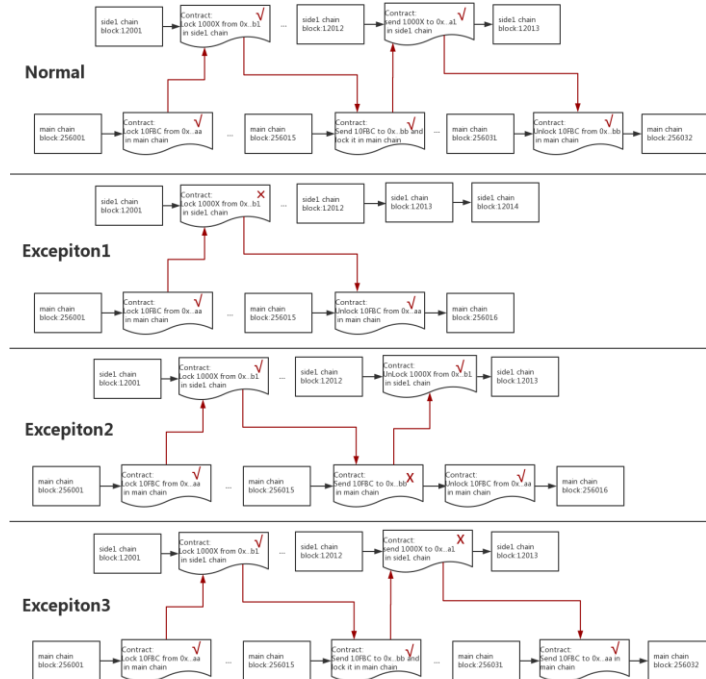 side1 chain
block:12001
Contract:
Lock 1000X from 0x..b1
in side1 chain
√
...
side1 chain
block:12012
Contract:
send 1000X to 0x..a1
in side1 chain
√
side1 chain
block:12013
Normal
main chain
block:256001
Contract:
Lock 10FBC from 0x..aa
in main chain
√
...
main chain
block:256015
Contract:
Send 10FBC to 0x..bb and
lock it in main chain
√
...
main chain
block:256031
Contract:
Unlock 10FBC from 0x..bb
in main chain
√
main chain
block:256032
side1 chain
block:12001
Contract:
Lock 1000X from 0x..b1
in side1 chain
X
...
side1 chain
block:12012
side1 chain
block:12013
side1 chain
block:12014
Excepiton1
main chain
block:256001
Contract:
Lock 10FBC from 0x..aa
in main chain
√
...
main chain
block:256015
Contract:
Unlock 10FBC from 0x..aa
in main chain
√
main chain
block:256016
side1 chain
block:12001
Contract:
Lock 1000X from 0x..b1
in side1 chain
√
...
side1 chain
block:12012
Contract:
UnLock 1000X from 0x..b1
in side1 chain
√
side1 chain
block:12013
Excepiton2
main chain
block:256001
Contract:
Lock 10FBC from 0x..aa
in main chain
√
...
main chain
block:256015
Contract:
Send 10FBC to 0x..bb
in main chain
X
Contract:
Unlock 10FBC from 0x..aa
in main chain
√
main chain
block:256016
side1 chain
block:12001
Contract:
Lock 1000X from 0x..b1
in side1 chain
√
...
side1 chain
block:12012
Contract:
send 1000X to 0x..a1
in side1 chain
X
side1 chain
block:12013
Excepiton3
main chain
block:256001
Contract:
Lock 10FBC from 0x..aa
in main chain
√
...
main chain
block:256015
Contract:
Send 10FBC to 0x..bb and
lock it in main chain
√
...
main chain
block:256031
Contract:
Send 10FBC to 0x..aa in
main chain
√
main chain
block:256032